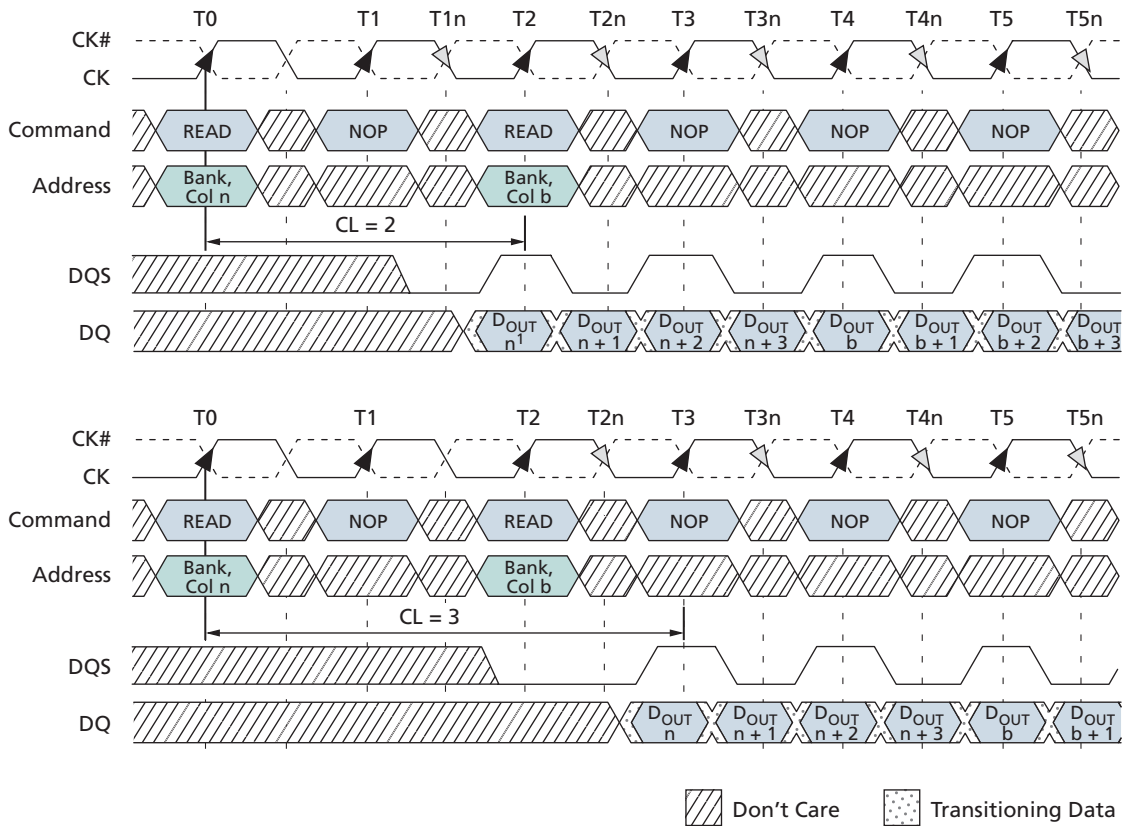 T0 T1 T1n T2 T2n T3 T3n T4 T4n T5 T5n
CK#
CK
Command READ NOP READ NOP NOP NOP
Address Bank, Col n Bank, Col b
CL = 2
DQS
DQ DOUT n1 DOUT n + 1 DOUT n + 2 DOUT n + 3 DOUT b DOUT b + 1 DOUT b + 2 DOUT b + 3
T0 T1 T2 T2n T3 T3n T4 T4n T5 T5n
CK#
CK
Command READ NOP READ NOP NOP NOP
Address Bank, Col n Bank, Col b
CL = 3
DQS
DQ DOUT n DOUT n + 1 DOUT n + 2 DOUT n + 3 DOUT b DOUT b + 1
Don't Care Transitioning Data